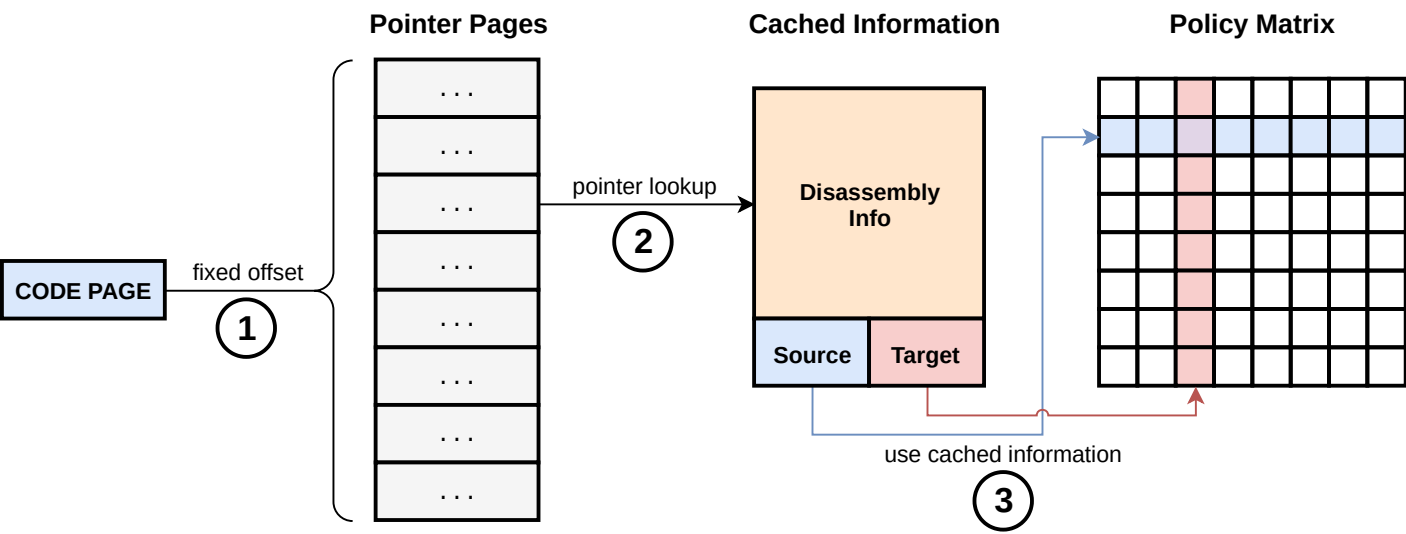 Pointer Pages
Cached Information
Policy Matrix
. . .
. . .
. . .
. . .
. . .
. . .
. . .
. . .
CODE PAGE
fixed offset
1
pointer lookup
2
Disassembly
Info
Source
Target
use cached information
3